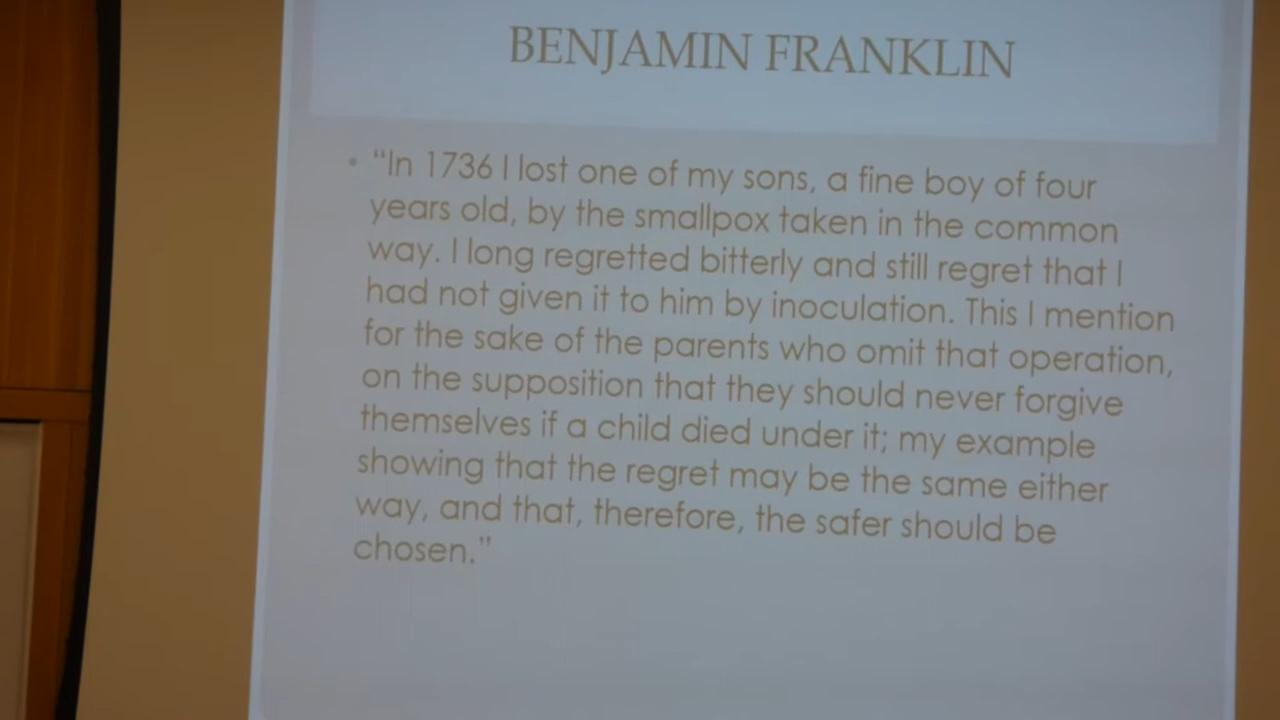 BENJAMIN FRANKLIN
• “In 1736 I lost one of my sons, a fine boy of four
years old, by the smallpox taken in the common
way. I long regretted bitterly and still regret that I
had not given it to him by inoculation. This I mention
for the sake of the parents who omit that operation,
on the supposition that they should never forgive
themselves if a child died under it; my example
showing that the regret may be the same either
way, and that, therefore, the safer should be
chosen.”